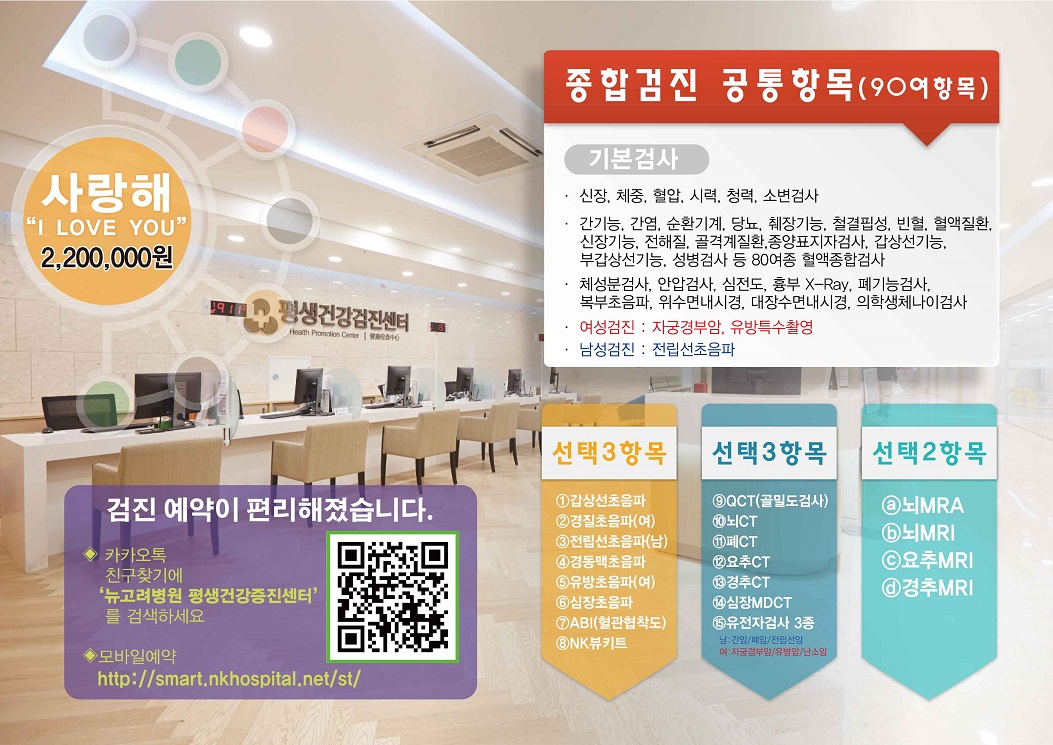 사랑해
“I LOVE YOU”
2,200,000원
평생건강검진센터
Health Promotion Center | 健康檢查中心
종합검진 공통항목(90여항목)
기본검사
· 신장, 체중, 혈압, 시력, 청력, 소변검사
· 간기능, 간염, 순환기계, 당뇨, 췌장기능, 철결핍성, 빈혈, 혈액질환,
신장기능, 전해질, 골격계질환,종양표지자검사, 갑상선기능,
부갑상선기능, 성병검사 등 80여종 혈액종합검사
· 체성분검사, 안압검사, 심전도, 흉부 X-Ray, 폐기능검사,
복부초음파, 위수면내시경, 대장수면내시경, 의학생체나이검사
· 여성검진 : 자궁경부암, 유방특수촬영
· 남성검진 : 전립선초음파
선택3항목
①갑상선초음파
②경질초음파(여)
③전립선초음파(남)
④경동맥초음파
⑤유방초음파(여)
⑥심장초음파
⑦ABI(혈관협착도)
⑧NK뷰키트
선택3항목
⑨QCT(골밀도검사)
⑩뇌CT
⑪폐CT
⑫요추CT
⑬경추CT
⑭심장MDCT
⑮유전자검사 3종
남:간암/폐암/전립선암
여:자궁경부암/유방암/난소암
선택2항목
ⓐ뇌MRA
ⓑ뇌MRI
ⓒ요추MRI
ⓓ경추MRI
검진 예약이 편리해졌습니다.
◈ 카카오톡
친구찾기에
‘뉴고려병원 평생건강증진센터’
를 검색하세요
◈모바일예약
http://smart.nkhospital.net/st/